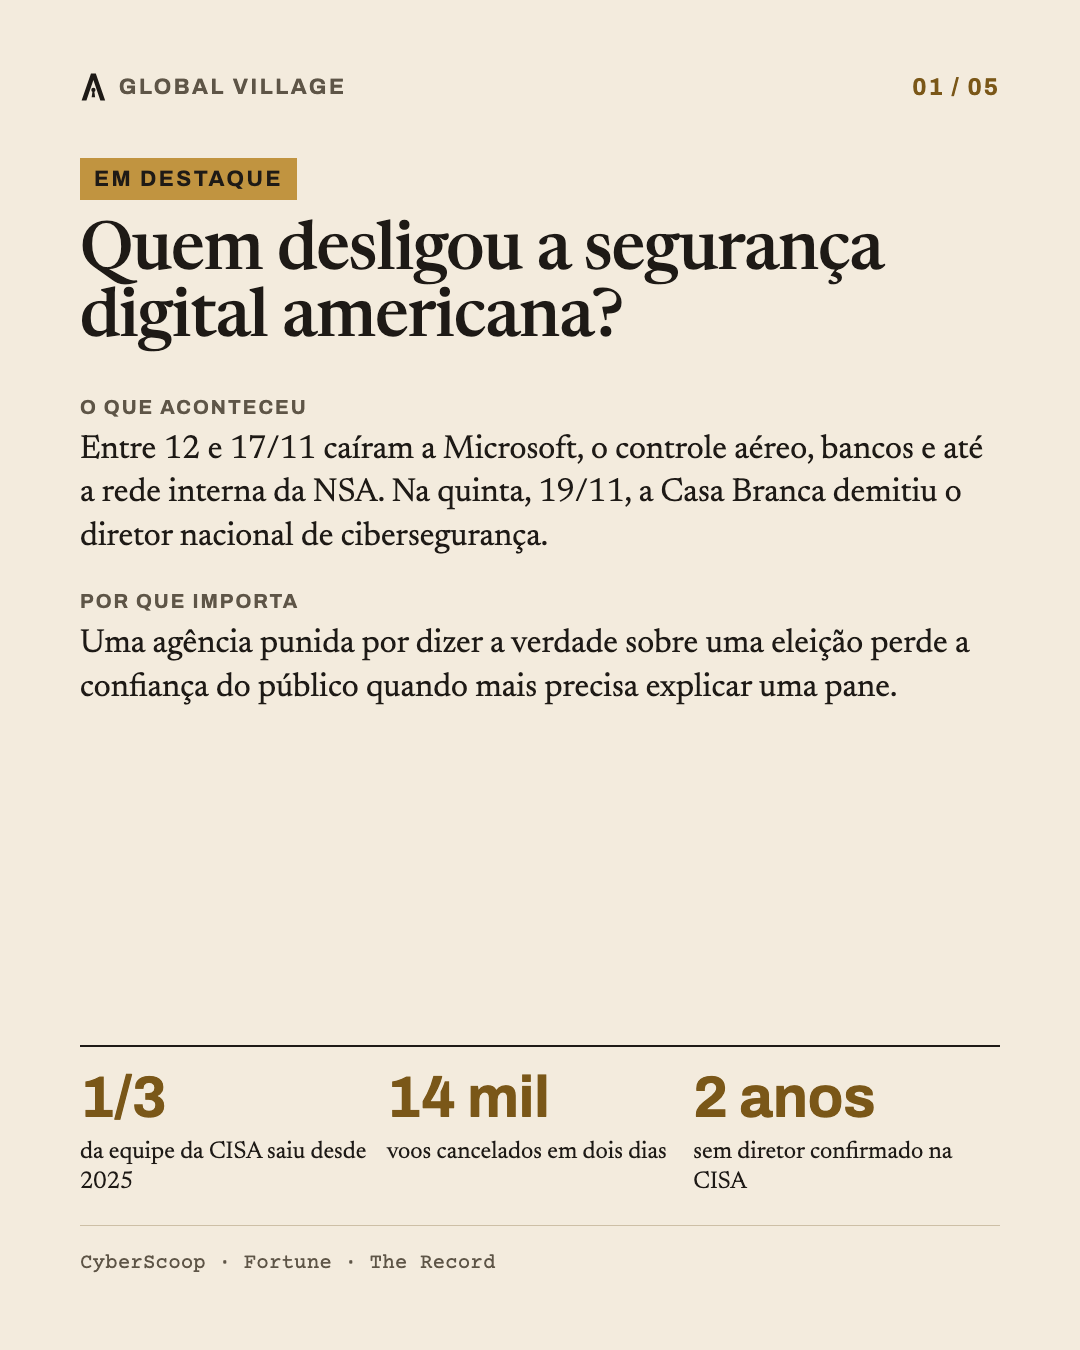 GLOBAL VILLAGE
01 / 05
EM DESTAQUE
Quem desligou a segurança
digital americana?
O QUE ACONTECEU
Entre 12 e 17/11 caíram a Microsoft, o controle aéreo, bancos e até
a rede interna da NSA. Na quinta, 19/11, a Casa Branca demitiu o
diretor nacional de cibersegurança.
POR QUE IMPORTA
Uma agência punida por dizer a verdade sobre uma eleição perde a
confiança do público quando mais precisa explicar uma pane.
1/3
da equipe da CISA saiu desde
2025
14 mil
voos cancelados em dois dias
2 anos
sem diretor confirmado na
CISA
CyberScoop · Fortune · The Record